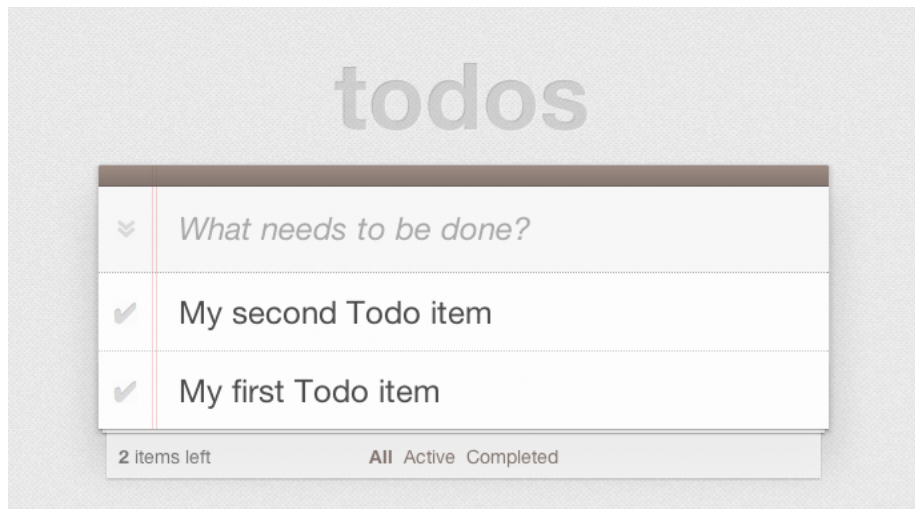 todos
What needs to be done?
My second Todo item
My first Todo item
2 items left All Active Completed